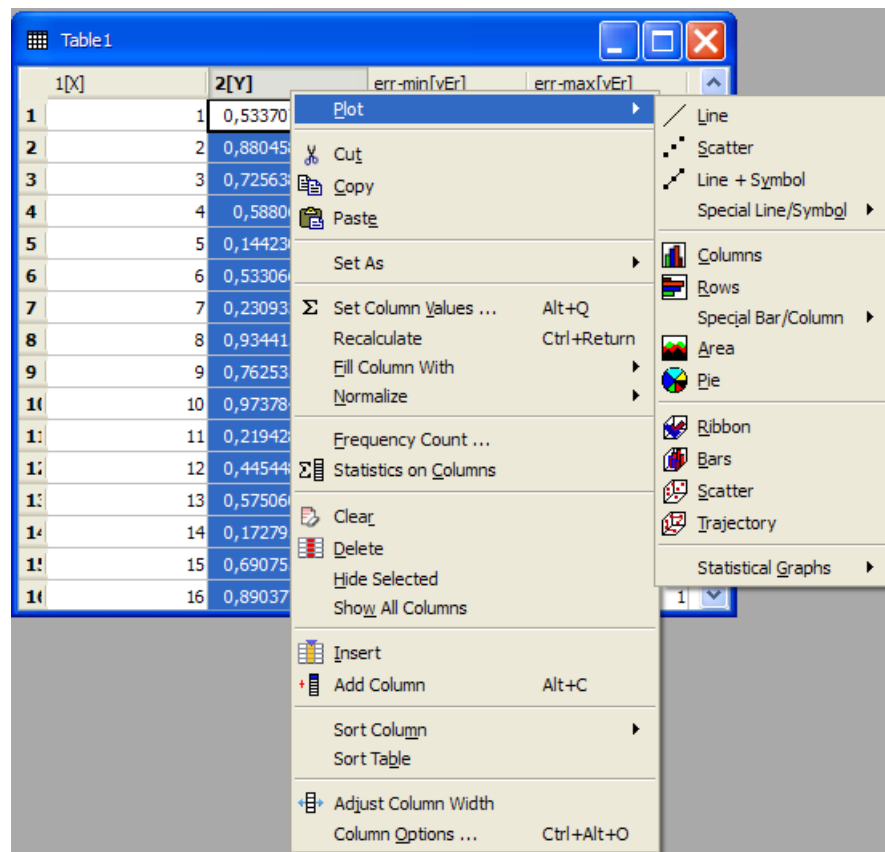 Table1
1[X] 2[Y] err-min[yEr] err-max[yEr]
1 1 0,53370
2 2 0,88045
3 3 0,72563
4 4 0,5880
5 5 0,14423
6 6 0,53306
7 7 0,23093
8 8 0,93441
9 9 0,76253
10 0,97378
11 0,21942
12 0,44544
13 0,57506
14 0,17279
15 0,69075
16 0,89037 1
Plot
Cut
Copy
Paste
Set As
Set Column Values ... Alt+Q
Recalculate Ctrl+Return
Fill Column With
Normalize
Frequency Count ...
Statistics on Columns
Clear
Delete
Hide Selected
Show All Columns
Insert
Add Column Alt+C
Sort Column
Sort Table
Adjust Column Width
Column Options ... Ctrl+Alt+O
Line
Scatter
Line + Symbol
Special Line/Symbol
Columns
Rows
Special Bar/Column
Area
Pie
Ribbon
Bars
Scatter
Trajectory
Statistical Graphs